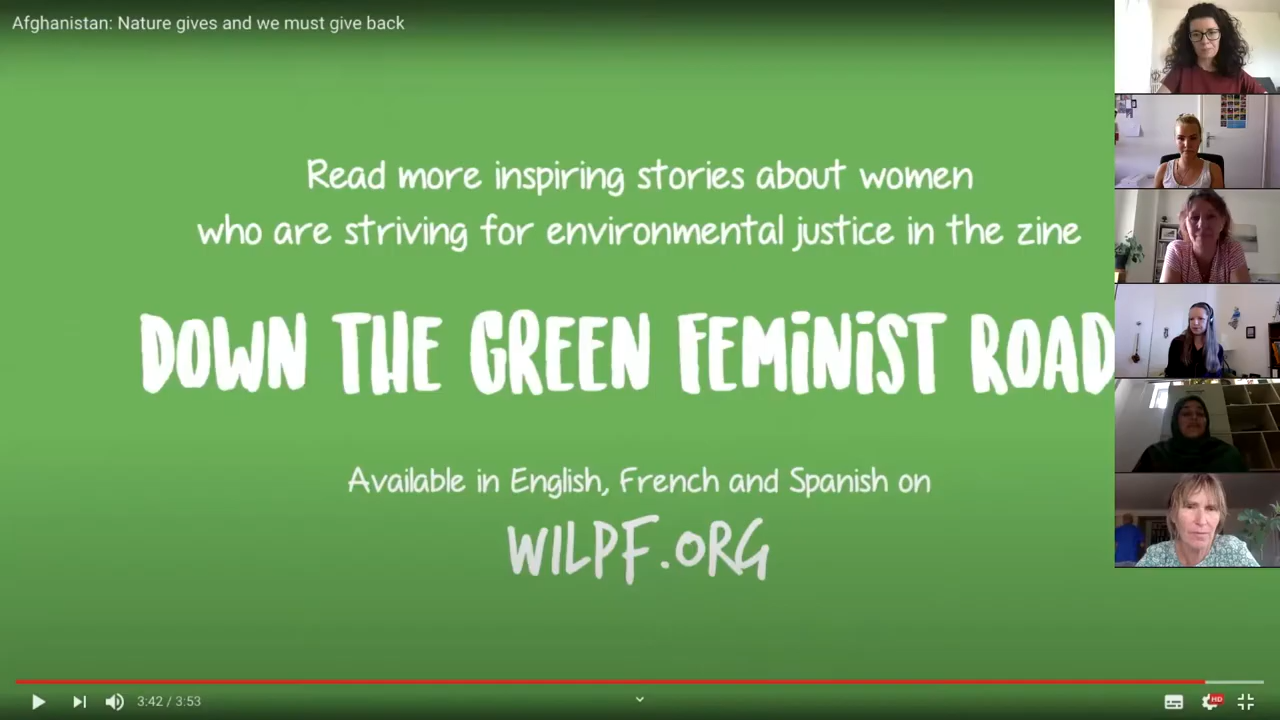 Afghanistan: Nature gives and we must give back
Read more inspiring stories about women
who are striving for environmental justice in the zine
DOWN THE GREEN FEMINIST ROAD
Available in English, French and Spanish on
WILPF.ORG
3:42 / 3:53
HD